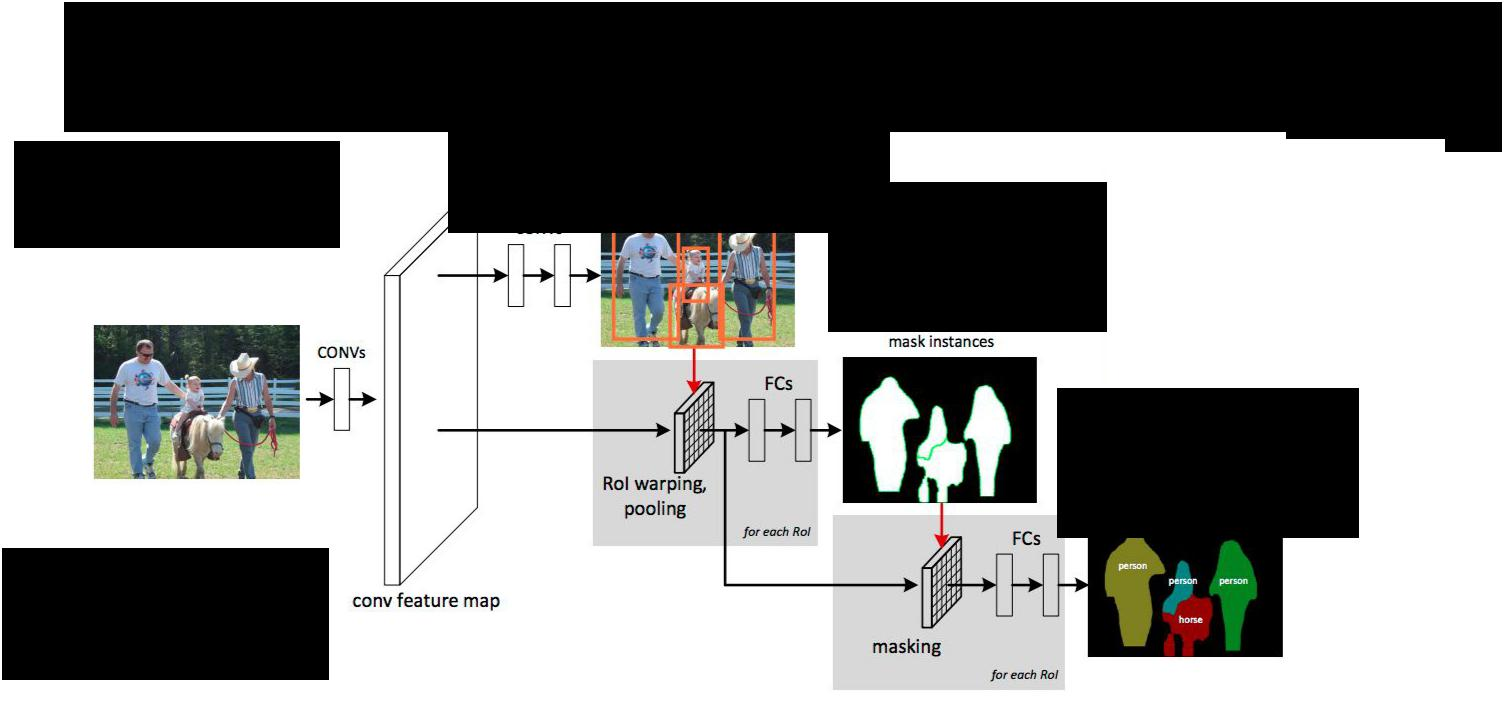 mask instances
CONVs
FCs
RoI warping,
pooling
for each RoI
FCs
conv feature map
person
person
person
horse
masking
for each RoI